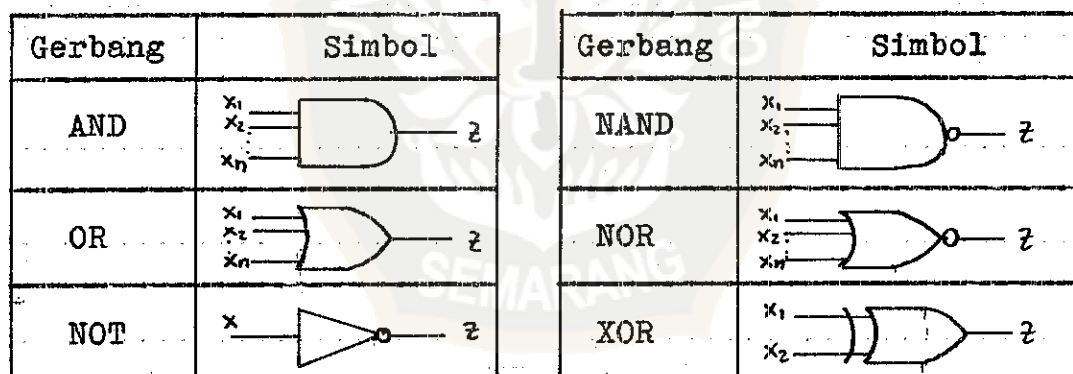 Gerbang Simbol
AND x₁ x₂ xₙ Z
OR x₁ x₂ xₙ Z
NOT x Z
Gerbang Simbol
NAND x₁ x₂ xₙ Z
NOR x₁ x₂ xₙ Z
XOR x₁ x₂ Z
SEMARANG